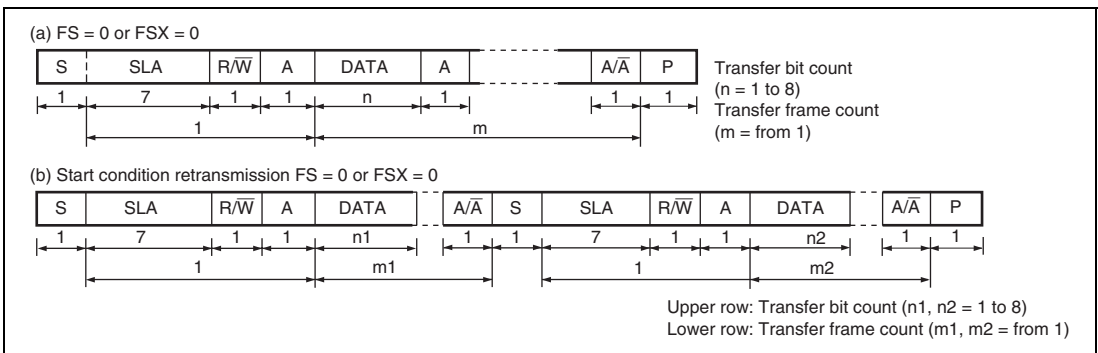 (a) FS = 0 or FSX = 0
S SLA R/W̅ A DATA A A/A̅ P
1 7 1 1 n 1 1 1
1 m
Transfer bit count
(n = 1 to 8)
Transfer frame count
(m = from 1)
(b) Start condition retransmission FS = 0 or FSX = 0
S SLA R/W̅ A DATA A/A̅ S SLA R/W̅ A DATA A/A̅ P
1 7 1 1 n1 1 1 7 1 1 n2 1 1
1 m1 1 m2
Upper row: Transfer bit count (n1, n2 = 1 to 8)
Lower row: Transfer frame count (m1, m2 = from 1)